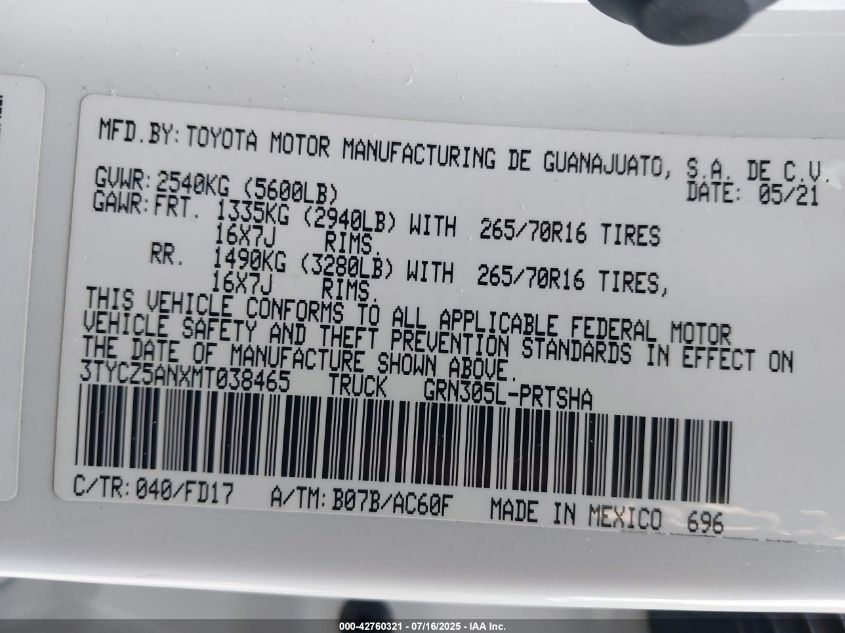 MFD.BY:TOYOTA MOTOR MANUFACTURING DE GUANAJUATO, S.A. DE C.V.
GVWR:2540KG (5600LB) DATE: 05/21
GAWR:FRT. 1335KG (2940LB) WITH 265/70R16 TIRES
16X7J RIMS.
RR. 1490KG (3280LB) WITH 265/70R16 TIRES,
16X7J RIMS.
THIS VEHICLE CONFORMS TO ALL APPLICABLE FEDERAL MOTOR
VEHICLE SAFETY AND THEFT PREVENTION STANDARDS IN EFFECT ON
THE DATE OF MANUFACTURE SHOWN ABOVE.
3TYCZ5ANXMT038465 TRUCK GRN305L-PRTSHA
C/TR:040/FD17 A/TM:B07B/AC60F MADE IN MEXICO 696
000-42760321 - 07/16/2025 - IAA Inc.